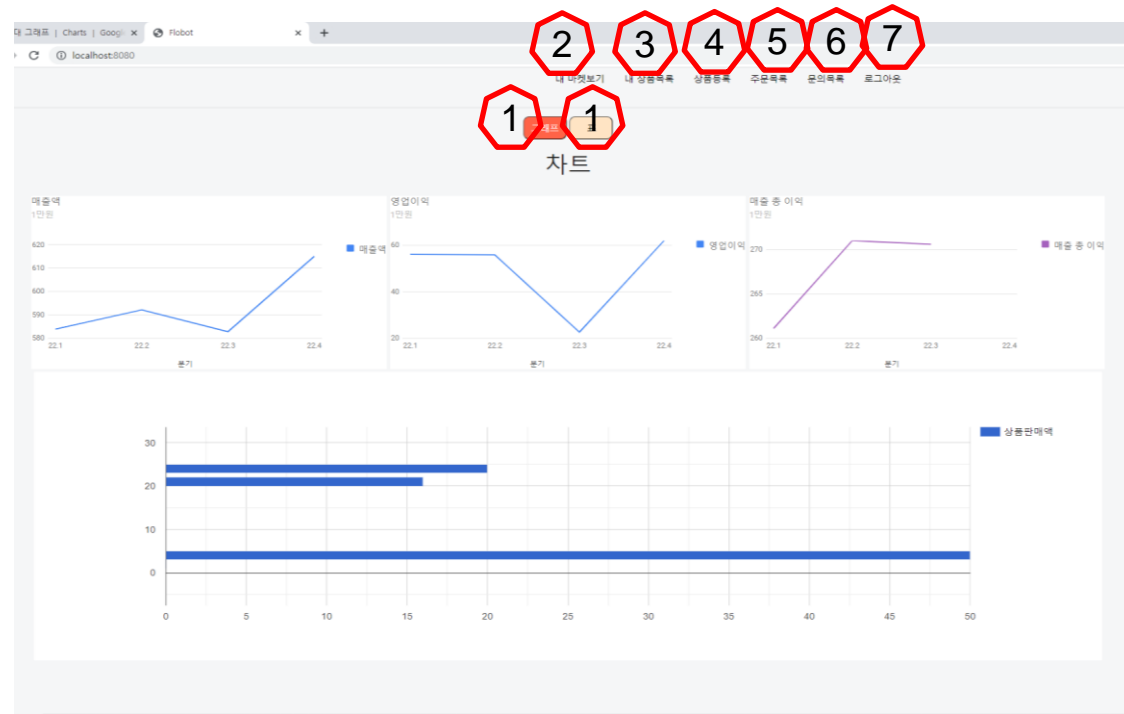 대 그래프 | Charts | Googl × Flobot × +
localhost:8080
2 3 4 5 6 7
내 마켓보기 내 상품목록 상품등록 주문목록 문의목록 로그아웃
1 1
그래프 표
차트
매출액 영업이익 매출 총 이익
1만원 1만원 1만원
620 매출액 60 영업이익 270 매출 총 이익
610
600 40 265
590
580 20 260
22.1 22.2 22.3 22.4 22.1 22.2 22.3 22.4 22.1 22.2 22.3 22.4
분기 분기 분기
30 상품판매액
20
10
0
0 5 10 15 20 25 30 35 40 45 50